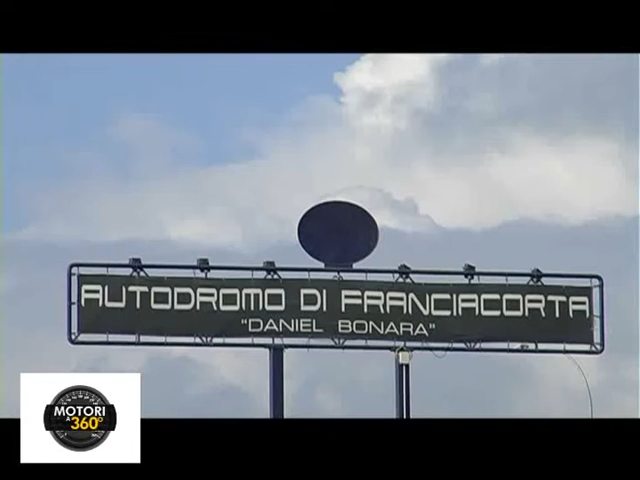 AUTODROMO DI FRANCIACORTA
"DANIEL BONARA"
MOTORI
A 360°